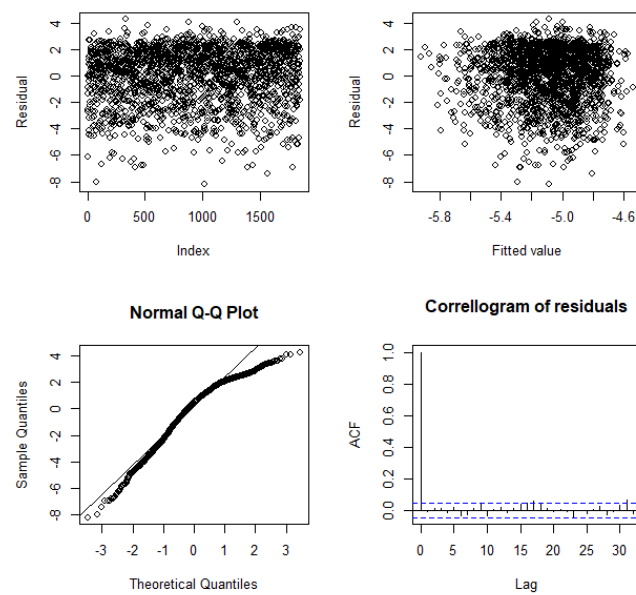 4
2
0
-2
-4
-6
-8
Residual
0 500 1000 1500
Index
4
2
0
-2
-4
-6
-8
Residual
-5.8 -5.4 -5.0 -4.6
Fitted value
Normal Q-Q Plot
4
2
0
-2
-4
-6
-8
Sample Quantiles
-3 -2 -1 0 1 2 3
Theoretical Quantiles
Correllogram of residuals
1.0
0.8
0.6
0.4
0.2
0.0
ACF
0 5 10 15 20 25 30
Lag